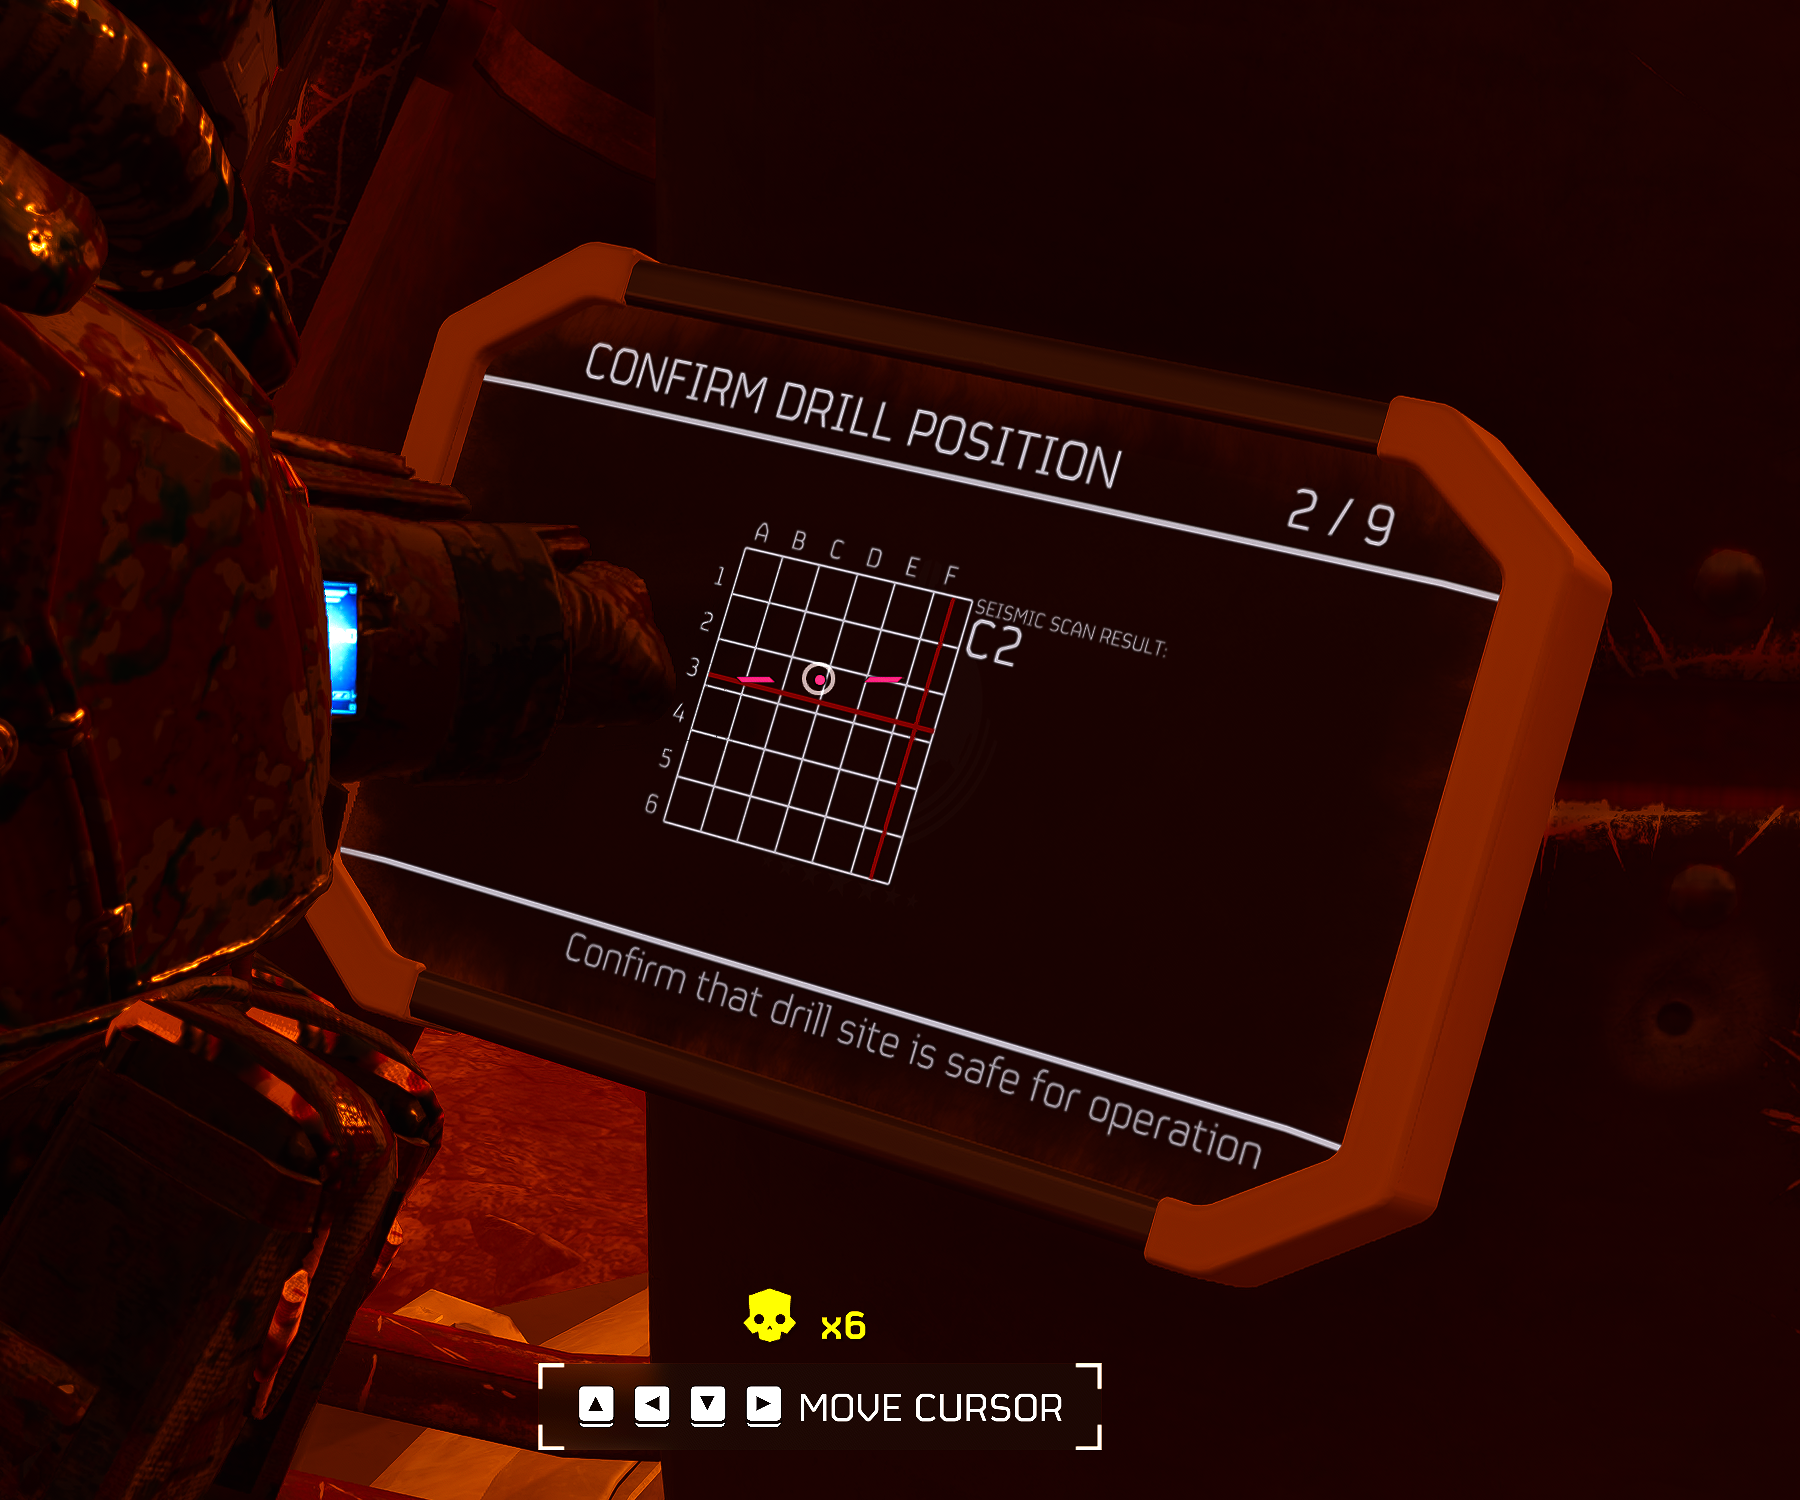 CONFIRM DRILL POSITION
2 / 9
A B C D E F
1
2
3
4
5
6
SEISMIC SCAN RESULT:
C2
Confirm that drill site is safe for operation
x6
MOVE CURSOR